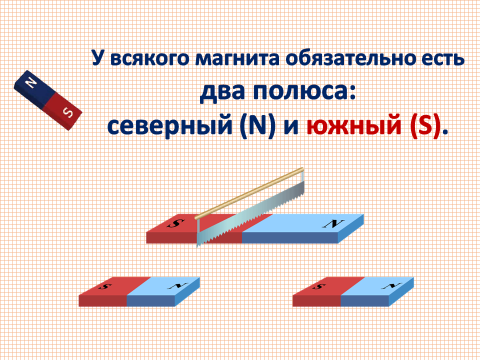 У всякого магнита обязательно есть
два полюса:
северный (N) и южный (S).
N
S
S
N
S
N
S
N